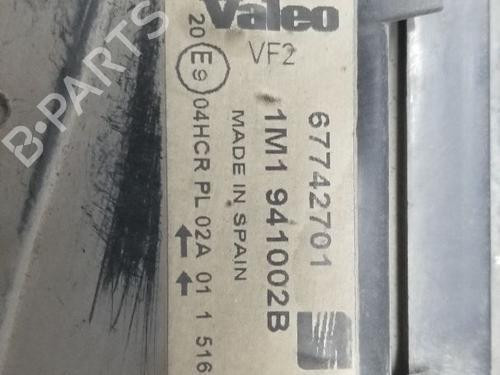 Valeo
VF2
67742701
1M1 941002B
MADE IN SPAIN
20 E9 04HCR PL 02A 01 1 516
B-PARTS